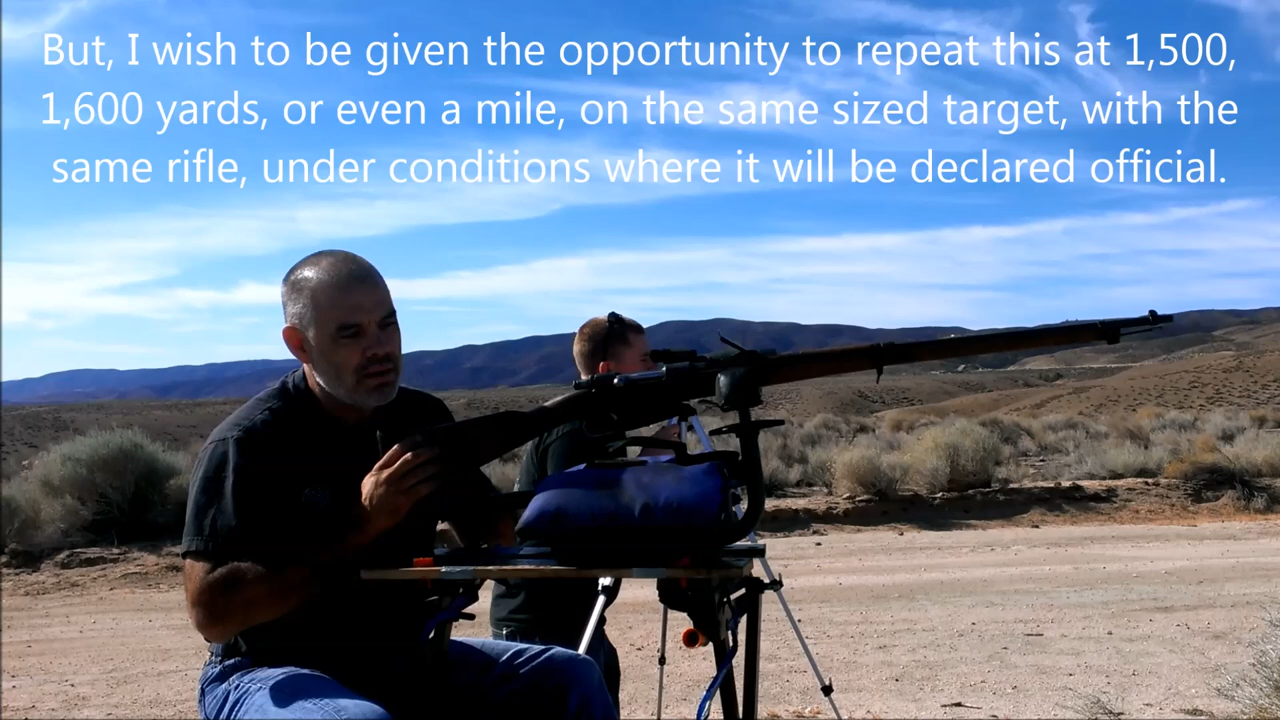 But, I wish to be given the opportunity to repeat this at 1,500,
1,600 yards, or even a mile, on the same sized target, with the
same rifle, under conditions where it will be declared official.